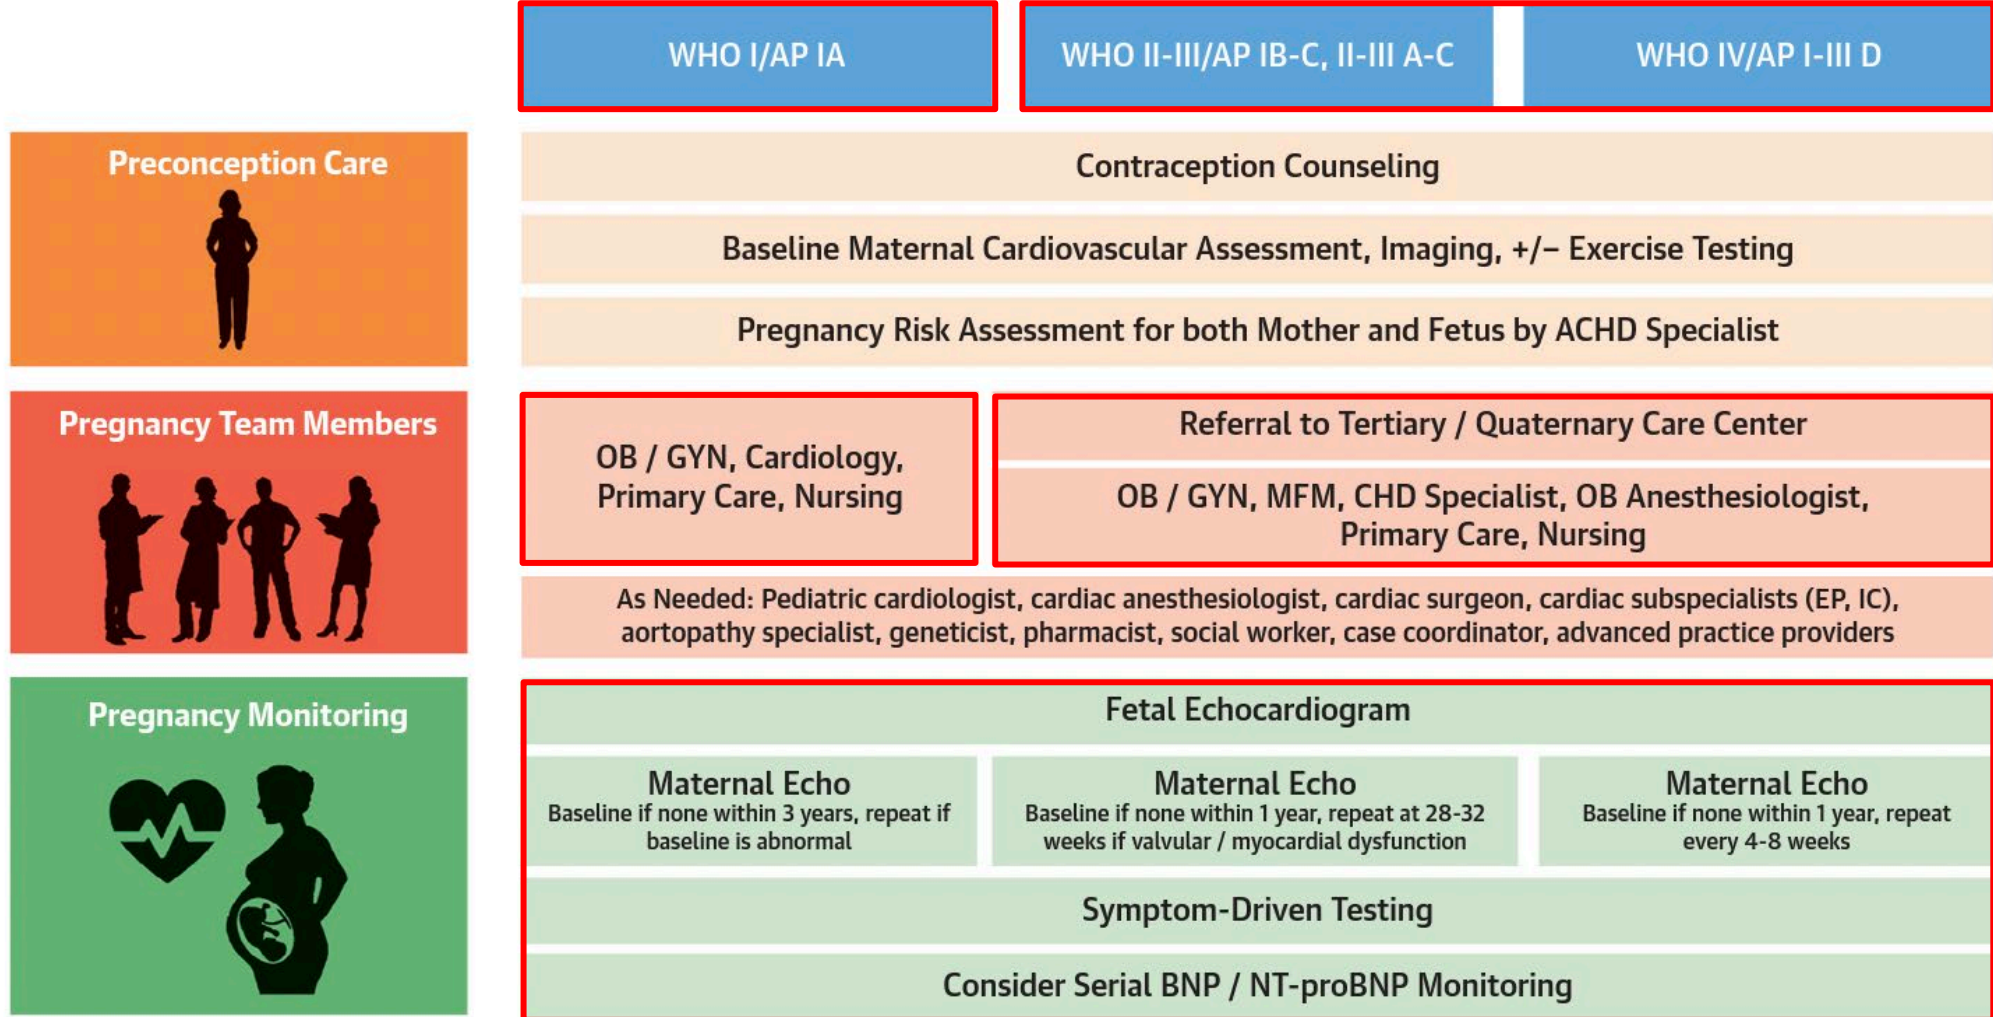 WHO I/AP IA
WHO II-III/AP IB-C, II-III A-C
WHO IV/AP I-III D
Preconception Care
Contraception Counseling
Baseline Maternal Cardiovascular Assessment, Imaging, +/− Exercise Testing
Pregnancy Risk Assessment for both Mother and Fetus by ACHD Specialist
Pregnancy Team Members
OB / GYN, Cardiology,
Primary Care, Nursing
Referral to Tertiary / Quaternary Care Center
OB / GYN, MFM, CHD Specialist, OB Anesthesiologist,
Primary Care, Nursing
As Needed: Pediatric cardiologist, cardiac anesthesiologist, cardiac surgeon, cardiac subspecialists (EP, IC),
aortopathy specialist, geneticist, pharmacist, social worker, case coordinator, advanced practice providers
Pregnancy Monitoring
Fetal Echocardiogram
Maternal Echo
Baseline if none within 3 years, repeat if
baseline is abnormal
Maternal Echo
Baseline if none within 1 year, repeat at 28-32
weeks if valvular / myocardial dysfunction
Maternal Echo
Baseline if none within 1 year, repeat
every 4-8 weeks
Symptom-Driven Testing
Consider Serial BNP / NT-proBNP Monitoring